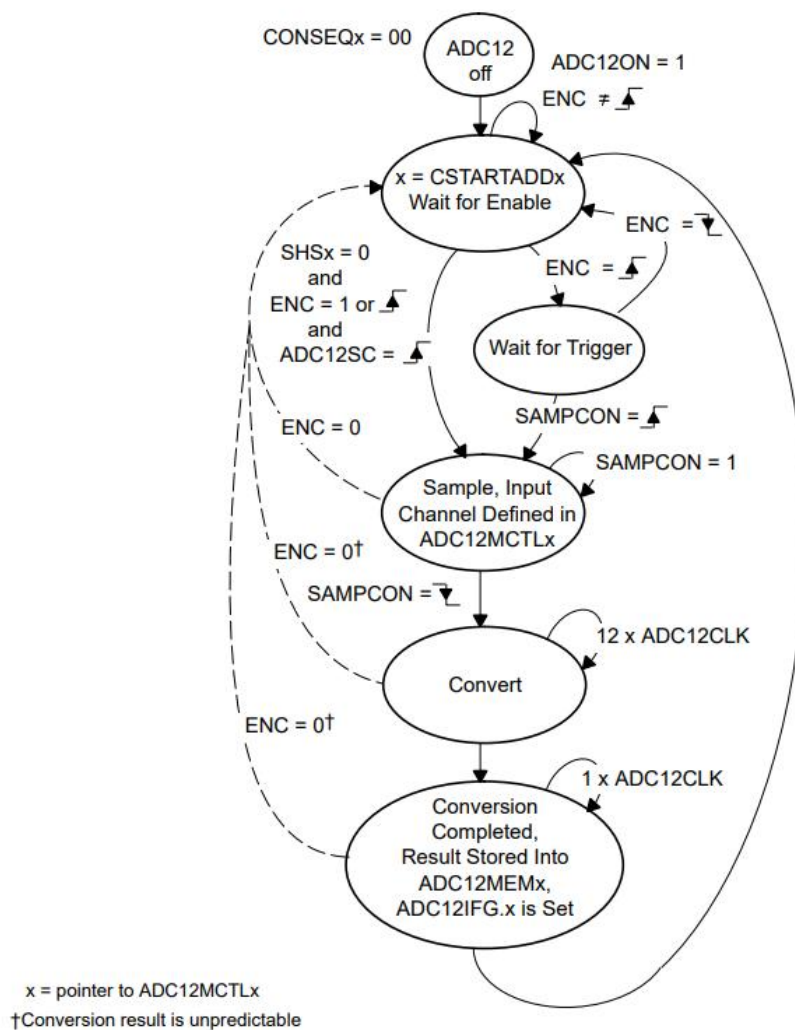 CONSEQx = 00
ADC12
off
ADC12ON = 1
ENC ≠
x = CSTARTADDx
Wait for Enable
ENC =
SHSx = 0
and
ENC = 1 or
and
ADC12SC =
ENC =
Wait for Trigger
SAMPCON =
ENC = 0
SAMPCON = 1
Sample, Input
Channel Defined in
ADC12MCTLx
ENC = 0†
SAMPCON =
12 x ADC12CLK
Convert
ENC = 0†
1 x ADC12CLK
Conversion
Completed,
Result Stored Into
ADC12MEMx,
ADC12IFG.x is Set
x = pointer to ADC12MCTLx
†Conversion result is unpredictable